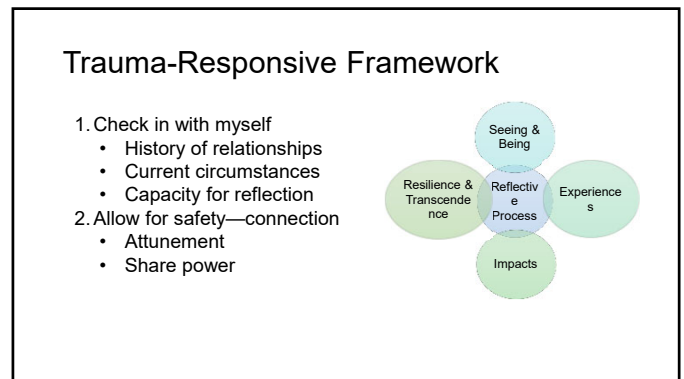 Trauma-Responsive Framework
1. Check in with myself
• History of relationships
• Current circumstances
• Capacity for reflection
2. Allow for safety—connection
• Attunement
• Share power
Seeing &
Being
Resilience &
Transcende
nce
Reflectiv
e
Process
Experience
s
Impacts